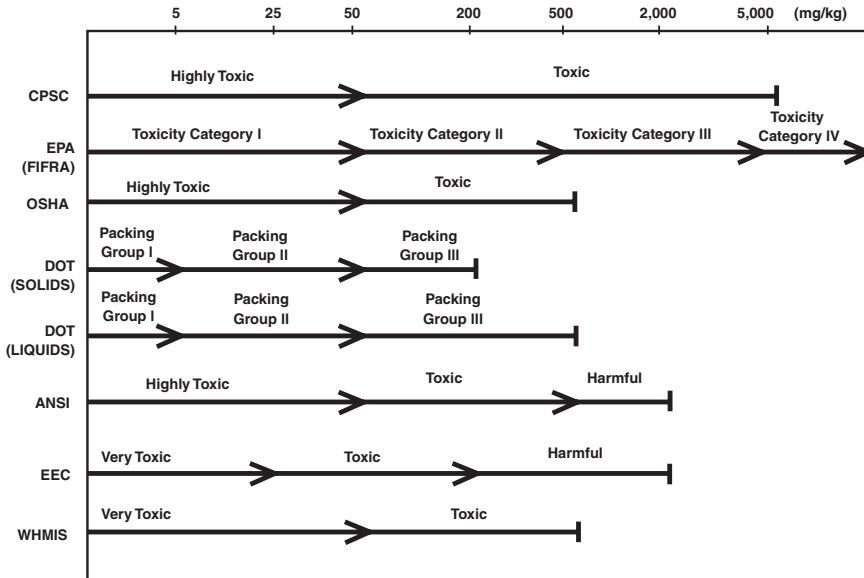 5 25 50 200 500 2,000 5,000 (mg/kg)
Highly Toxic Toxic
CPSC
Toxicity
Category IV
Toxicity Category I Toxicity Category II Toxicity Category III
EPA
(FIFRA)
Highly Toxic Toxic
OSHA
Packing Packing Packing
Group I Group II Group III
DOT
(SOLIDS)
Packing Packing Packing
Group I Group II Group III
DOT
(LIQUIDS)
Highly Toxic Toxic Harmful
ANSI
Very Toxic Toxic Harmful
EEC
Very Toxic Toxic
WHMIS